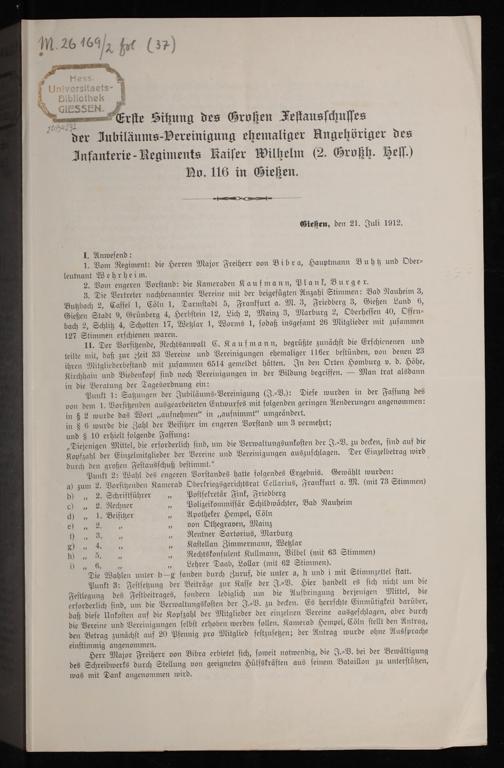 M. 26 169/2 fol (37)
Hess.
Universitaets-
Bibliothek
GIESSEN.
Erste Sitzung des Großen Festausschusses
der Jubiläums-Vereinigung ehemaliger Angehöriger des
Infanterie-Regiments Kaiser Wilhelm (2. Großh. Hess.)
No. 116 in Gießen.
Gießen, den 21. Juli 1912.
I. Anwesend:
1. Vom Regiment: die Herren Major Freiherr von Bibra, Hauptmann Buhtz und Ober-
leutnant Wehrheim.
2. Vom engeren Vorstand: die Kameraden Kaufmann, Plank, Burger.
3. Die Vertreter nachbenannter Vereine mit der beigefügten Anzahl Stimmen: Bad Nauheim 3,
Butzbach 2, Cassel 1, Cöln 1, Darmstadt 5, Frankfurt a. M. 3, Friedberg 3, Gießen Land 6,
Gießen Stadt 9, Grünberg 4, Herbstein 12, Lich 2, Mainz 3, Marburg 2, Oberhessen 40, Offen-
bach 2, Schlitz 4, Schotten 17, Wetzlar 1, Worms 1, sodaß insgesamt 26 Mitglieder mit zusammen
127 Stimmen erschienen waren.
II. Der Vorsitzende, Rechtsanwalt C. Kaufmann, begrüßte zunächst die Erschienenen und
teilte mit, daß zur Zeit 33 Vereine und Vereinigungen ehemaliger 116er bestünden, von denen 23
ihren Mitgliederbestand mit zusammen 6514 gemeldet hätten. In den Orten Homburg v. d. Höhe,
Kirchhain und Biedenkopf sind noch Vereinigungen in der Bildung begriffen. — Man trat alsdann
in die Beratung der Tagesordnung ein:
Punkt 1: Satzungen der Jubiläums-Vereinigung (J.-V.): Diese wurden in der Fassung des
von dem 1. Vorsitzenden ausgearbeiteten Entwurfes mit folgenden geringen Aenderungen angenommen:
in § 2 wurde das Wort „aufnehmen" in „aufnimmt" umgeändert.
in § 6 wurde die Zahl der Beisitzer im engeren Vorstand um 3 vermehrt;
und § 10 erhielt folgende Fassung:
„Diejenigen Mittel, die erforderlich sind, um die Verwaltungsunkosten der J.-V. zu decken, sind auf die
Kopfzahl der Einzelmitglieder der Vereine und Vereinigungen auszuschlagen. Der Einzelbetrag wird
durch den großen Festausschuß bestimmt."
Punkt 2: Wahl des engeren Vorstandes hatte folgendes Ergebnis. Gewählt wurden:
a) zum 2. Vorsitzenden Kamerad Oberkriegsgerichtsrat Cellarius, Frankfurt a. M. (mit 73 Stimmen)
b) „ 2. Schriftführer „ Postsekretär Fink, Friedberg
c) „ 2. Rechner „ Polizeikommissär Schildwächter, Bad Nauheim
d) „ 1. Beisitzer „ Apotheker Hempel, Cöln
e) „ 2. „ „ von Othegraven, Mainz
f) „ 3. „ „ Rentner Sartorius, Marburg
g) „ 4. „ „ Kastellan Zimmermann, Wetzlar
h) „ 5. „ „ Rechtskonsulent Kullmann, Vilbel (mit 63 Stimmen)
i) „ 6. „ „ Lehrer Daab, Lollar (mit 62 Stimmen).
Die Wahlen unter b—g fanden durch Zuruf, die unter a, h und i mit Stimmzettel statt.
Punkt 3: Festsetzung der Beiträge zur Kasse der J.-V. Hier handelt es sich nicht um die
Festlegung des Festbeitrages, sondern lediglich um die Aufbringung derjenigen Mittel, die
erforderlich sind, um die Verwaltungskosten der J.-V. zu decken. Es herrschte Einmütigkeit darüber,
daß diese Unkosten auf die Kopfzahl der Mitglieder der einzelnen Vereine ausgeschlagen, aber durch
die Vereine und Vereinigungen selbst erhoben werden sollen. Kamerad Hempel, Cöln stellt den Antrag,
den Betrag zunächst auf 20 Pfennig pro Mitglied festzusetzen; der Antrag wurde ohne Aussprache
einstimmig angenommen.
Herr Major Freiherr von Bibra erbietet sich, soweit notwendig, die J.-V. bei der Bewältigung
des Schreibwerks durch Stellung von geeigneten Hülfskräften aus seinem Bataillon zu unterstützen,
was mit Dank angenommen wird.